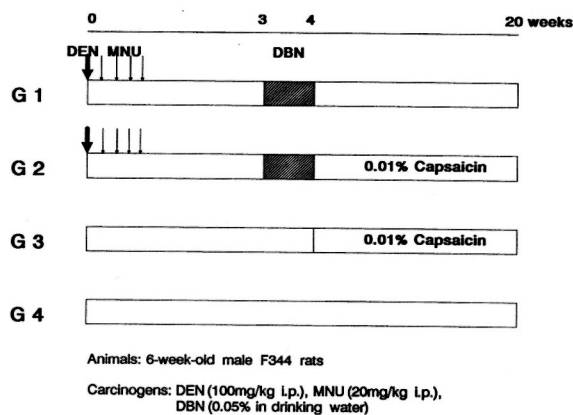 0 3 4 20 weeks
DEN MNU DBN
G 1
G 2 0.01% Capsaicin
G 3 0.01% Capsaicin
G 4
Animals: 6-week-old male F344 rats
Carcinogens: DEN (100mg/kg i.p.), MNU (20mg/kg i.p.),
DBN (0.05% in drinking water)